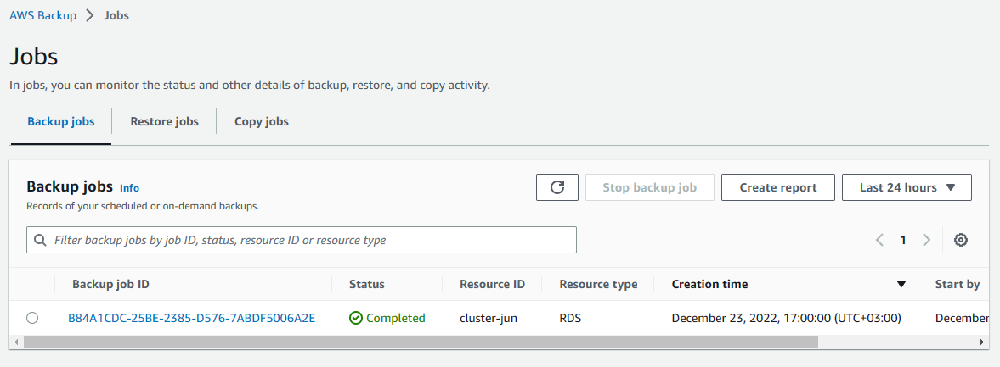 AWS Backup > Jobs
Jobs
In jobs, you can monitor the status and other details of backup, restore, and copy activity.
Backup jobs Restore jobs Copy jobs
Backup jobs Info
Records of your scheduled or on-demand backups.
Stop backup job Create report Last 24 hours
Filter backup jobs by job ID, status, resource ID or resource type
1
Backup job ID Status Resource ID Resource type Creation time Start by
B84A1CDC-25BE-2385-D576-7ABDF5006A2E Completed cluster-jun RDS December 23, 2022, 17:00:00 (UTC+03:00) December